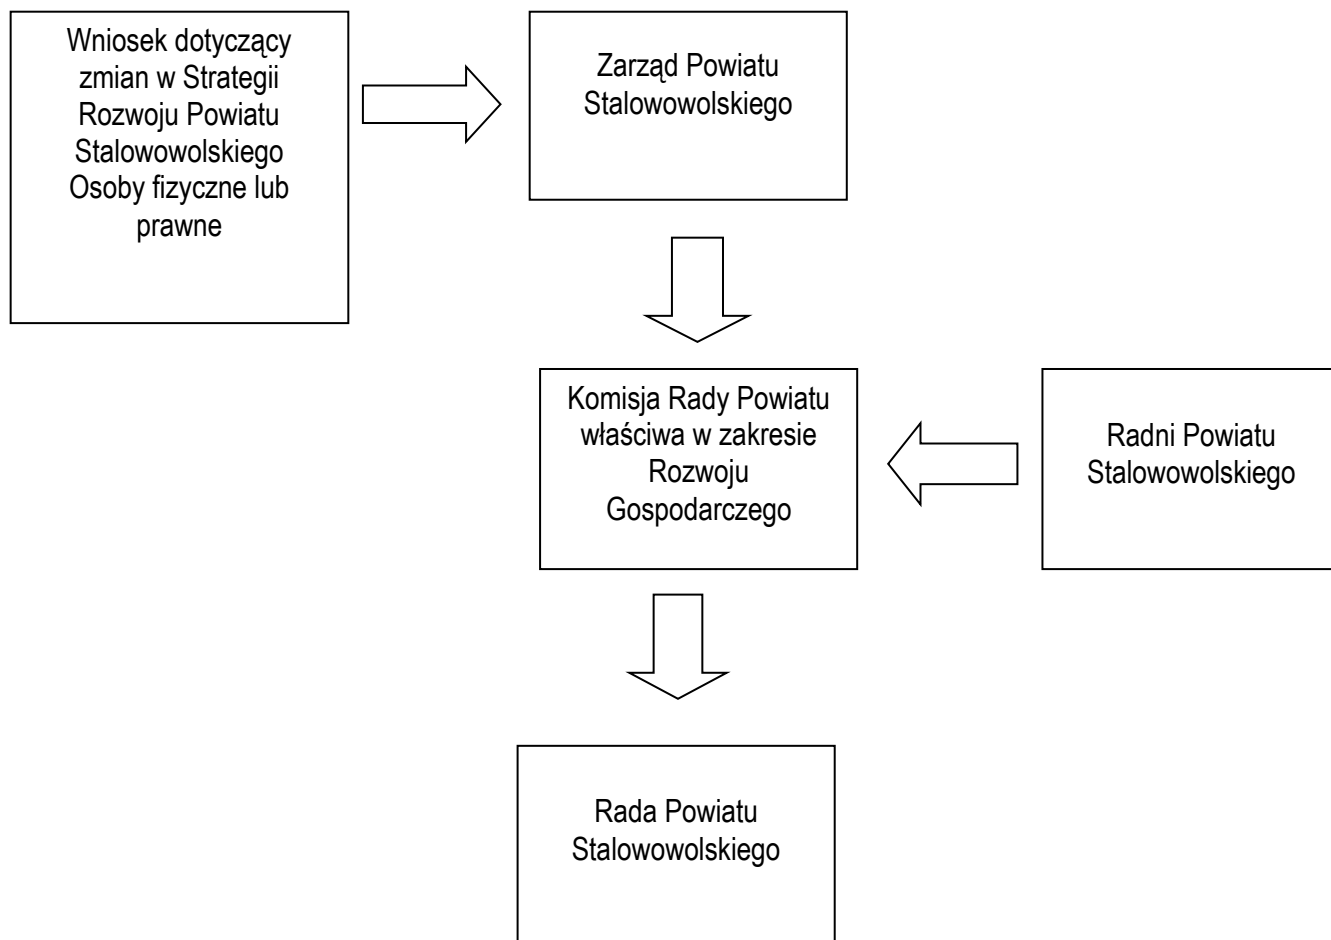 Wniosek dotyczący
zmian w Strategii
Rozwoju Powiatu
Stalowowolskiego
Osoby fizyczne lub
prawne
Zarząd Powiatu
Stalowowolskiego
Komisja Rady Powiatu
właściwa w zakresie
Rozwoju
Gospodarczego
Radni Powiatu
Stalowowolskiego
Rada Powiatu
Stalowowolskiego